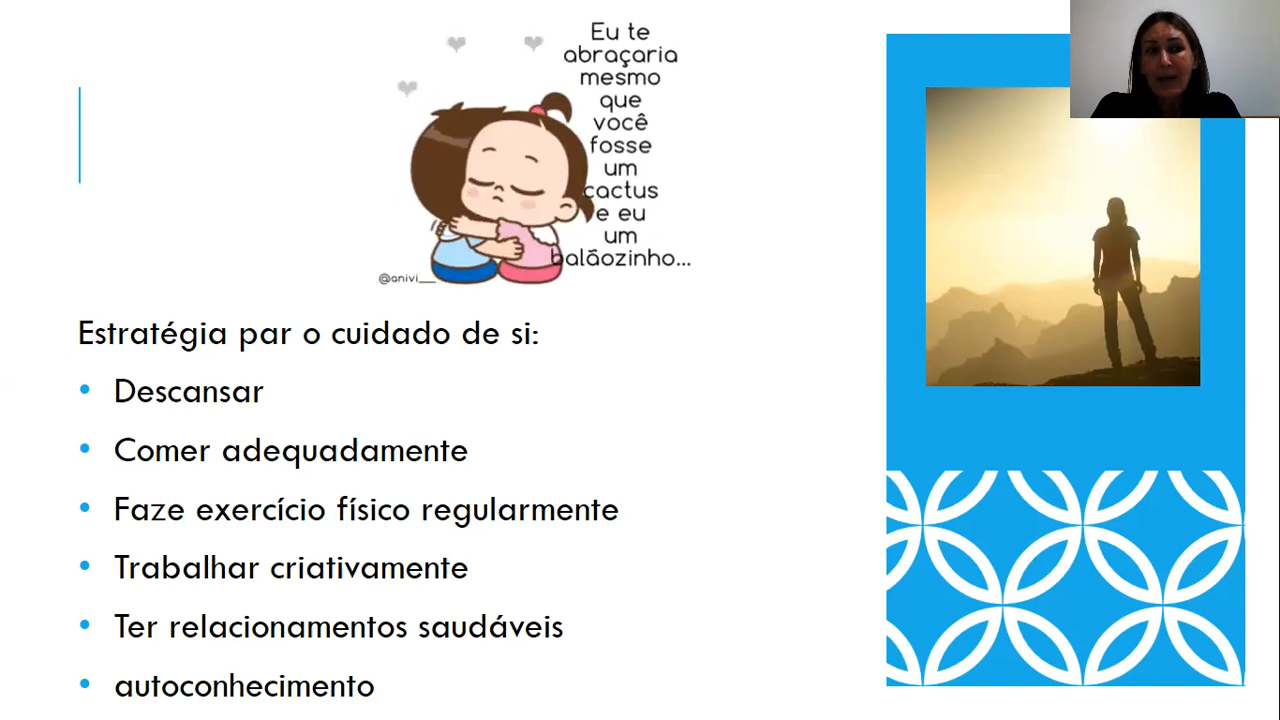 Eu te
abraçaria
mesmo
que
você
fosse
um
cactus
e eu
um
balãozinho...
@anivi___
Estratégia par o cuidado de si:
• Descansar
• Comer adequadamente
• Faze exercício físico regularmente
• Trabalhar criativamente
• Ter relacionamentos saudáveis
• autoconhecimento